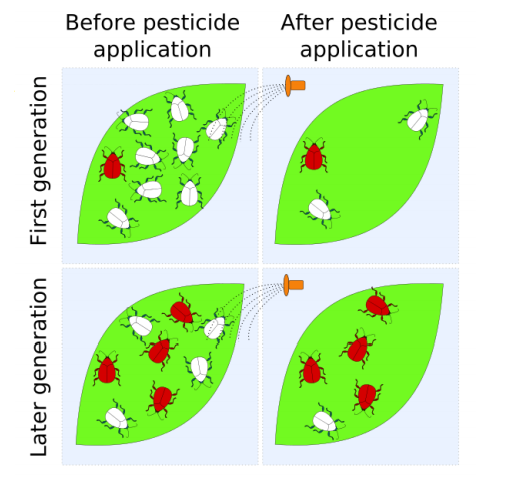 Before pesticide
application
After pesticide
application
First generation
Later generation